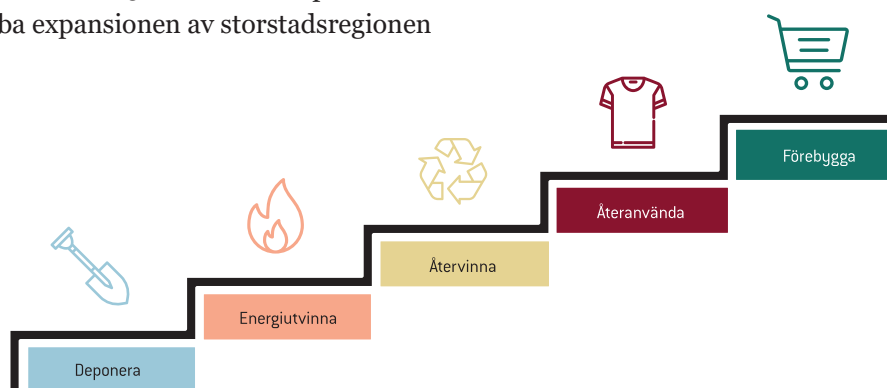 ba expansionen av storstadsregionen
Förebygga
Återanvända
Återvinna
Energiutvinna
Deponera